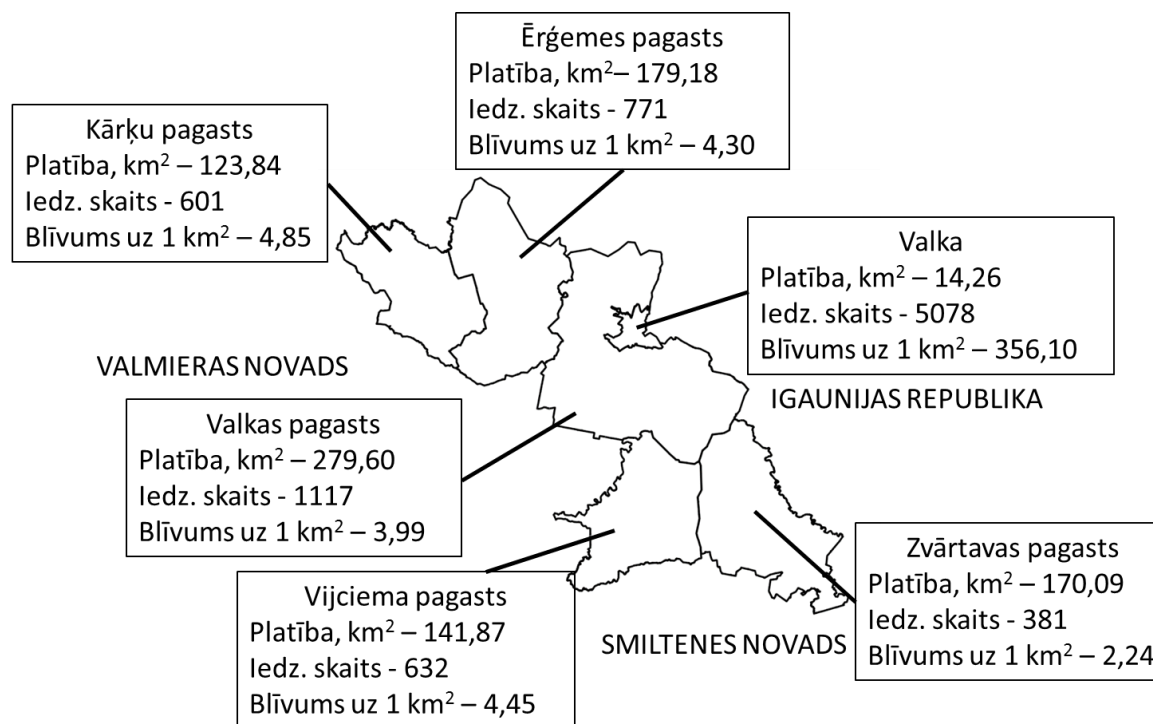 Ērģemes pagasts
Platība, km²– 179,18
Iedz. skaits - 771
Blīvums uz 1 km² – 4,30
Kārķu pagasts
Platība, km² – 123,84
Iedz. skaits - 601
Blīvums uz 1 km² – 4,85
Valka
Platība, km² – 14,26
Iedz. skaits - 5078
Blīvums uz 1 km² – 356,10
VALMIERAS NOVADS
IGAUNIJAS REPUBLIKA
Valkas pagasts
Platība, km² – 279,60
Iedz. skaits - 1117
Blīvums uz 1 km² – 3,99
Zvārtavas pagasts
Platība, km² – 170,09
Iedz. skaits - 381
Blīvums uz 1 km² – 2,24
Vijciema pagasts
Platība, km² – 141,87
Iedz. skaits - 632
Blīvums uz 1 km² – 4,45
SMILTENES NOVADS